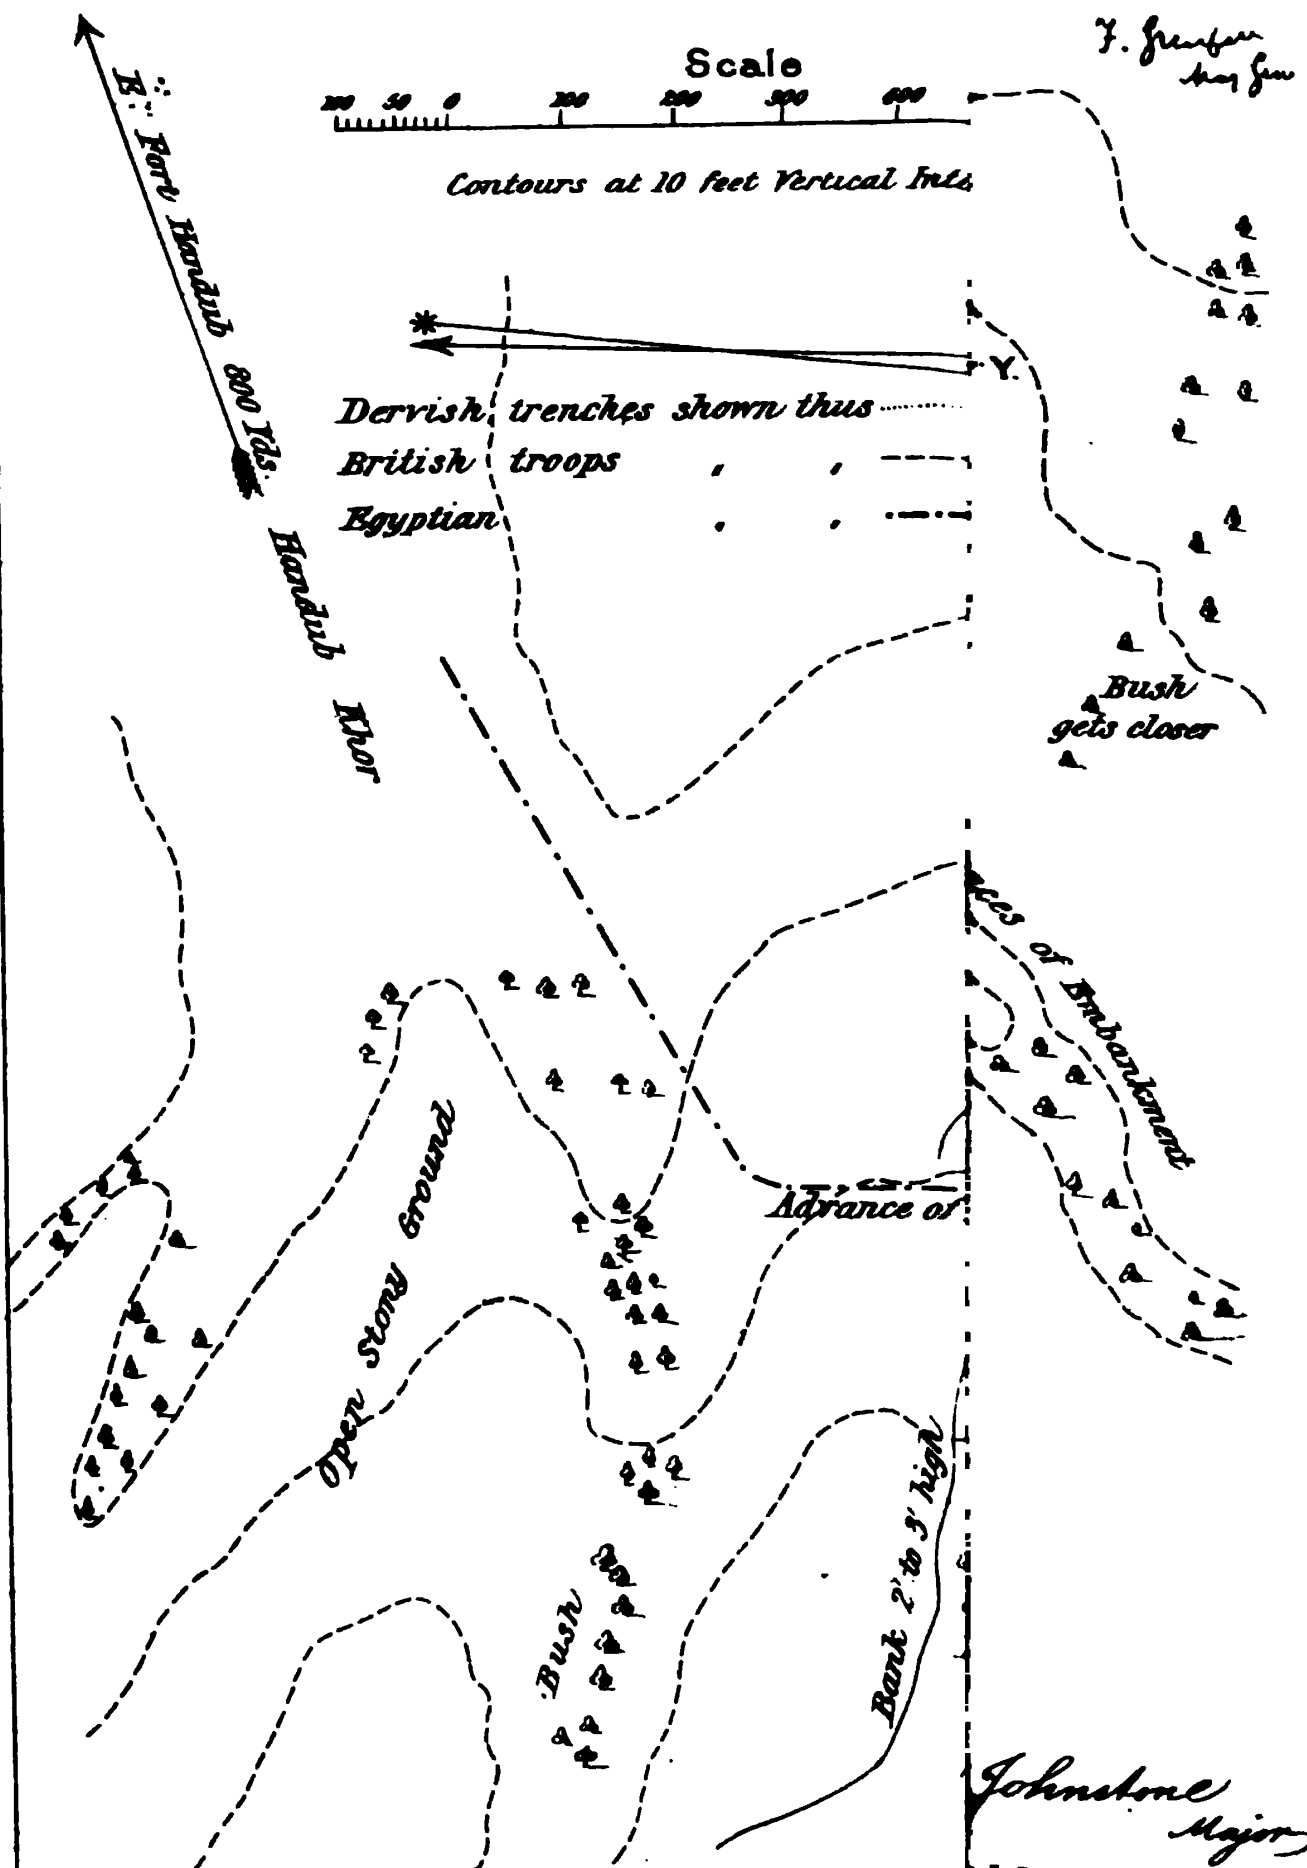 Scale
100 50 0 100 200 300 400
Contours at 10 feet Vertical Ints
Y.
Dervish trenches shown thus
British troops " "
Egyptian " "
Fort Handub 800 Yds.
Handub Khor
Bush
gets closer
aces of Embankment
Advance of
Open Stony Ground
Bush
Bank 2' to 3' high
Johnstone
Major